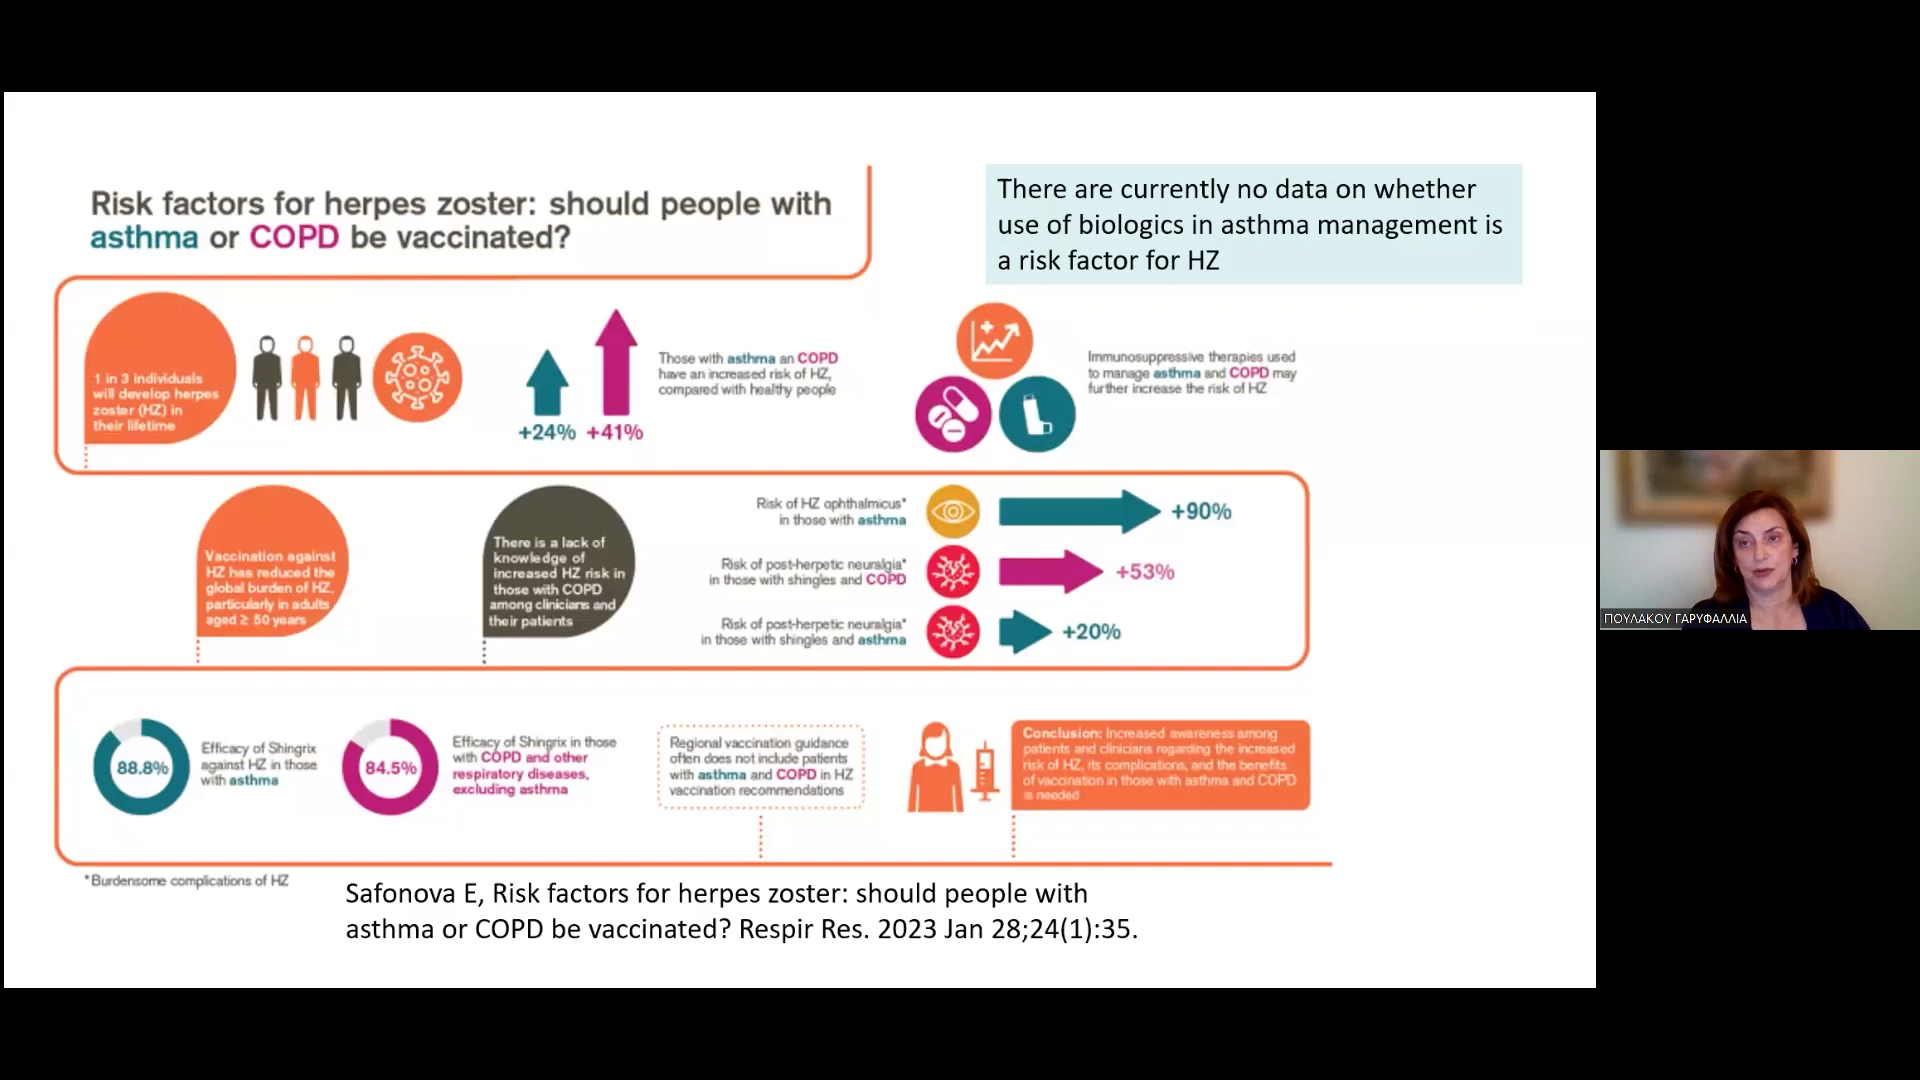 Risk factors for herpes zoster: should people with
asthma or COPD be vaccinated?
There are currently no data on whether
use of biologics in asthma management is
a risk factor for HZ
1 in 3 individuals
will develop herpes
zoster (HZ) in
their lifetime
+24% +41%
Those with asthma an COPD
have an increased risk of HZ,
compared with healthy people
Immunosuppressive therapies used
to manage asthma and COPD may
further increase the risk of HZ
Vaccination against
HZ has reduced the
global burden of HZ,
particularly in adults
aged ≥ 50 years
There is a lack of
knowledge of
increased HZ risk in
those with COPD
among clinicians and
their patients
Risk of HZ ophthalmicus*
in those with asthma
+90%
Risk of post-herpetic neuralgia*
in those with shingles and COPD
+53%
Risk of post-herpetic neuralgia*
in those with shingles and asthma
+20%
88.8%
Efficacy of Shingrix
against HZ in those
with asthma
84.5%
Efficacy of Shingrix in those
with COPD and other
respiratory diseases,
excluding asthma
Regional vaccination guidance
often does not include patients
with asthma and COPD in HZ
vaccination recommendations
Conclusion: Increased awareness among
patients and clinicians regarding the increased
risk of HZ, its complications, and the benefits
of vaccination in those with asthma and COPD
is needed
*Burdensome complications of HZ
Safonova E, Risk factors for herpes zoster: should people with
asthma or COPD be vaccinated? Respir Res. 2023 Jan 28;24(1):35.
ΠΟΥΛΑΚΟΥ ΓΑΡΥΦΑΛΛΙΑ